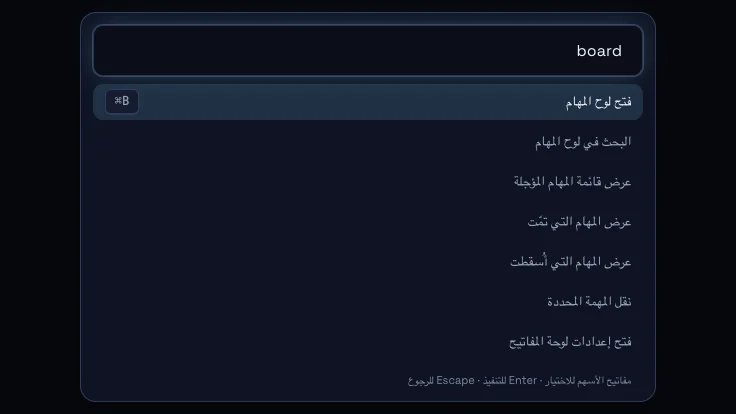 board
فتح لوح المهام ⌘B
البحث في لوح المهام
عرض قائمة المهام المؤجلة
عرض المهام التي تمّت
عرض المهام التي أُسقطت
نقل المهمة المحددة
فتح إعدادات لوحة المفاتيح
مفاتيح الأسهم للاختيار · Enter للتنفيذ · Escape للرجوع